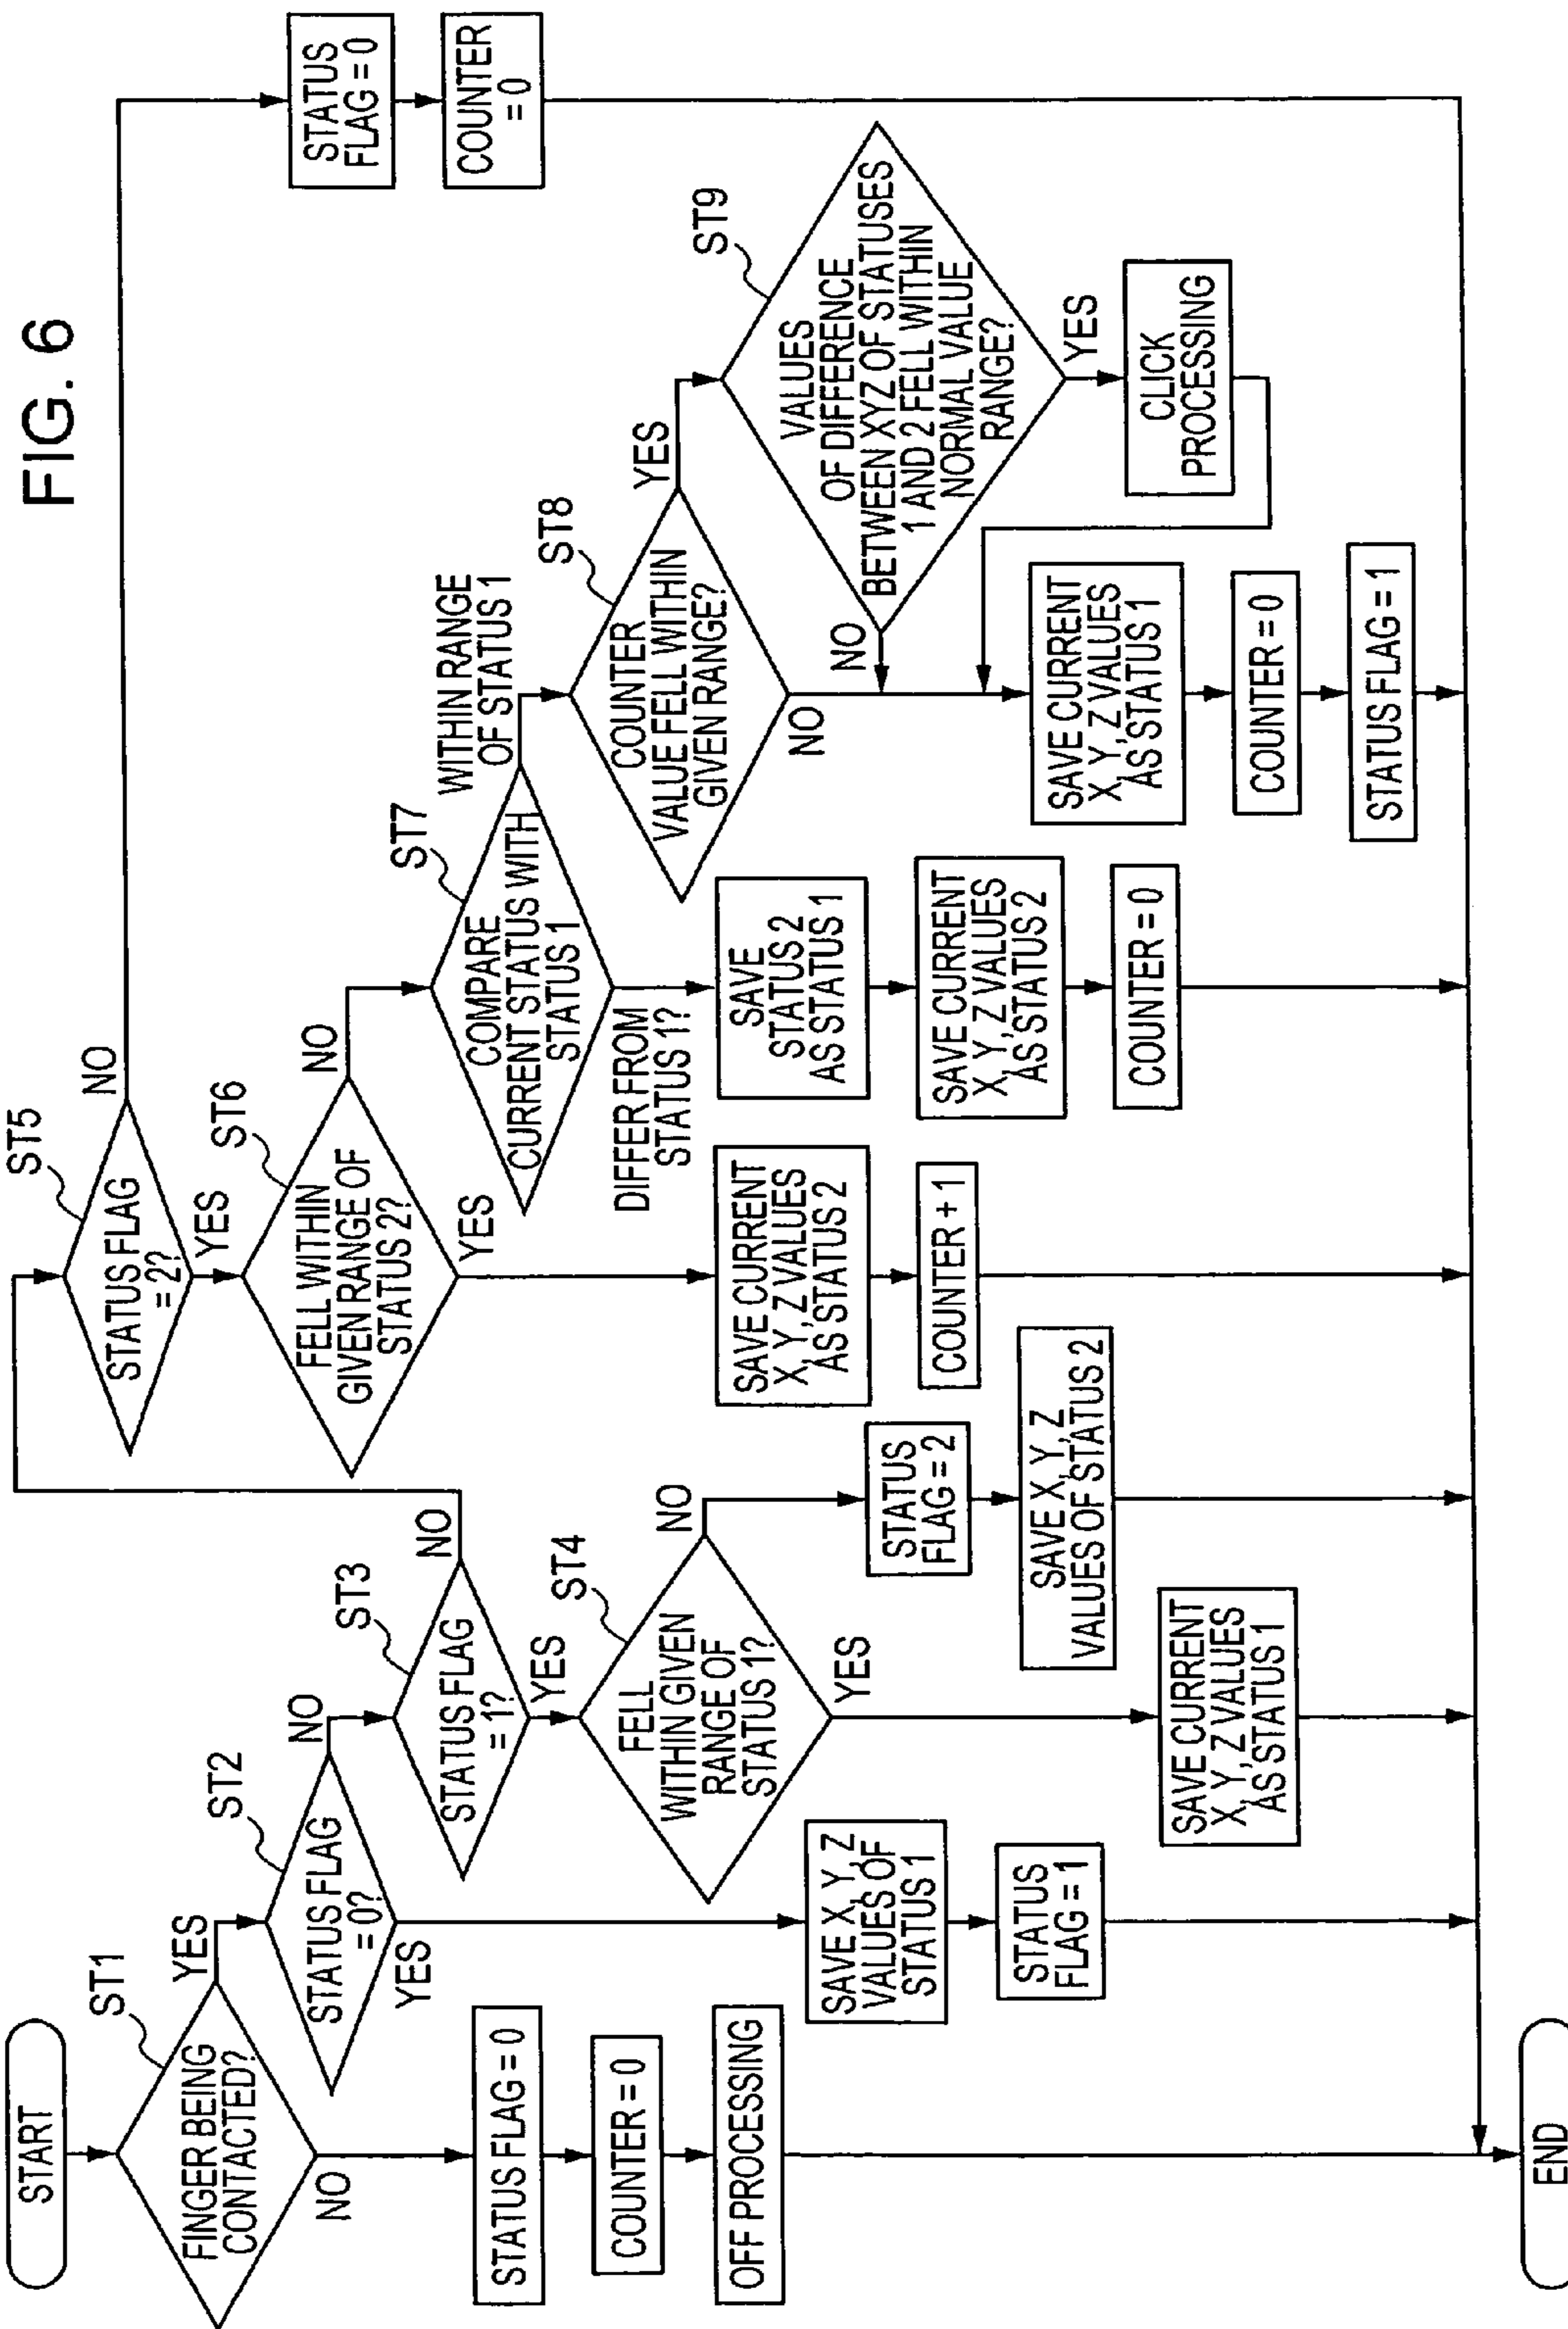 FIG. 6
START
ST1
FINGER BEING
CONTACTED?
YES
NO
STATUS FLAG = 0
COUNTER = 0
OFF PROCESSING
ST2
STATUS FLAG
= 0?
NO
YES
SAVE X, Y, Z
VALUES OF
STATUS 1
STATUS
FLAG = 1
ST3
STATUS FLAG
= 1?
NO
YES
ST4
FELL
WITHIN GIVEN
RANGE OF
STATUS 1?
NO
YES
SAVE CURRENT
X, Y, Z VALUES
AS STATUS 1
STATUS
FLAG = 2
SAVE X, Y, Z
VALUES OF STATUS 2
ST5
STATUS FLAG
= 2?
NO
YES
ST6
FELL WITHIN
GIVEN RANGE OF
STATUS 2?
NO
YES
SAVE CURRENT
X, Y, Z VALUES
AS STATUS 2
COUNTER + 1
ST7
COMPARE
CURRENT STATUS WITH
STATUS 1
WITHIN RANGE
OF STATUS 1
DIFFER FROM
STATUS 1?
SAVE
STATUS 2
AS STATUS 1
SAVE CURRENT
X, Y, Z VALUES
AS STATUS 2
COUNTER = 0
ST8
COUNTER
VALUE FELL WITHIN
GIVEN RANGE?
YES
NO
ST9
VALUES
OF DIFFERENCE
BETWEEN XYZ OF STATUSES
1 AND 2 FELL WITHIN
NORMAL VALUE
RANGE?
NO
YES
CLICK
PROCESSING
SAVE CURRENT
X, Y, Z VALUES
AS STATUS 1
COUNTER = 0
STATUS FLAG = 1
STATUS
FLAG = 0
COUNTER
= 0
END